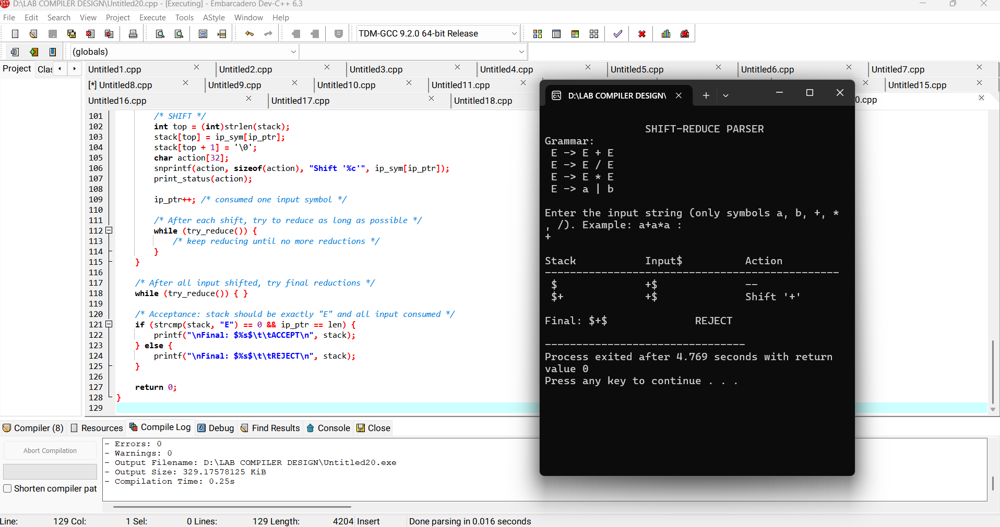 D:\LAB COMPILER DESIGN\Untitled20.cpp - [Executing] - Embarcadero Dev-C++ 6.3
File Edit Search View Project Execute Tools AStyle Window Help
TDM-GCC 9.2.0 64-bit Release
(globals)
Project Clas
Untitled1.cpp Untitled2.cpp Untitled3.cpp Untitled4.cpp Untitled5.cpp Untitled6.cpp Untitled7.cpp
[*] Untitled8.cpp Untitled9.cpp Untitled10.cpp Untitled11.cpp Untitled15.cpp
Untitled16.cpp Untitled17.cpp Untitled18.cpp 0.cpp
101 /* SHIFT */
102 int top = (int)strlen(stack);
103 stack[top] = ip_sym[ip_ptr];
104 stack[top + 1] = '\0';
105 char action[32];
106 snprintf(action, sizeof(action), "Shift '%c'", ip_sym[ip_ptr]);
107 print_status(action);
108
109 ip_ptr++; /* consumed one input symbol */
110
111 /* After each shift, try to reduce as long as possible */
112 while (try_reduce()) {
113 /* keep reducing until no more reductions */
114 }
115 }
116
117 /* After all input shifted, try final reductions */
118 while (try_reduce()) { }
119
120 /* Acceptance: stack should be exactly "E" and all input consumed */
121 if (strcmp(stack, "E") == 0 && ip_ptr == len) {
122 printf("\nFinal: $%s$\t\tACCEPT\n", stack);
123 } else {
124 printf("\nFinal: $%s$\t\tREJECT\n", stack);
125 }
126
127 return 0;
128 }
129
D:\LAB COMPILER DESIGN\
SHIFT-REDUCE PARSER
Grammar:
E -> E + E
E -> E / E
E -> E * E
E -> a | b
Enter the input string (only symbols a, b, +, *
, /). Example: a+a*a :
+
Stack Input$ Action
-----------------------------------------------
$ +$ --
$+ +$ Shift '+'
Final: $+$ REJECT
--------------------------------
Process exited after 4.769 seconds with return
value 0
Press any key to continue . . .
Compiler (8) Resources Compile Log Debug Find Results Console Close
Abort Compilation
Shorten compiler pat
- Errors: 0
- Warnings: 0
- Output Filename: D:\LAB COMPILER DESIGN\Untitled20.exe
- Output Size: 329.17578125 KiB
- Compilation Time: 0.25s
Line: 129 Col: 1 Sel: 0 Lines: 129 Length: 4204 Insert Done parsing in 0.016 seconds